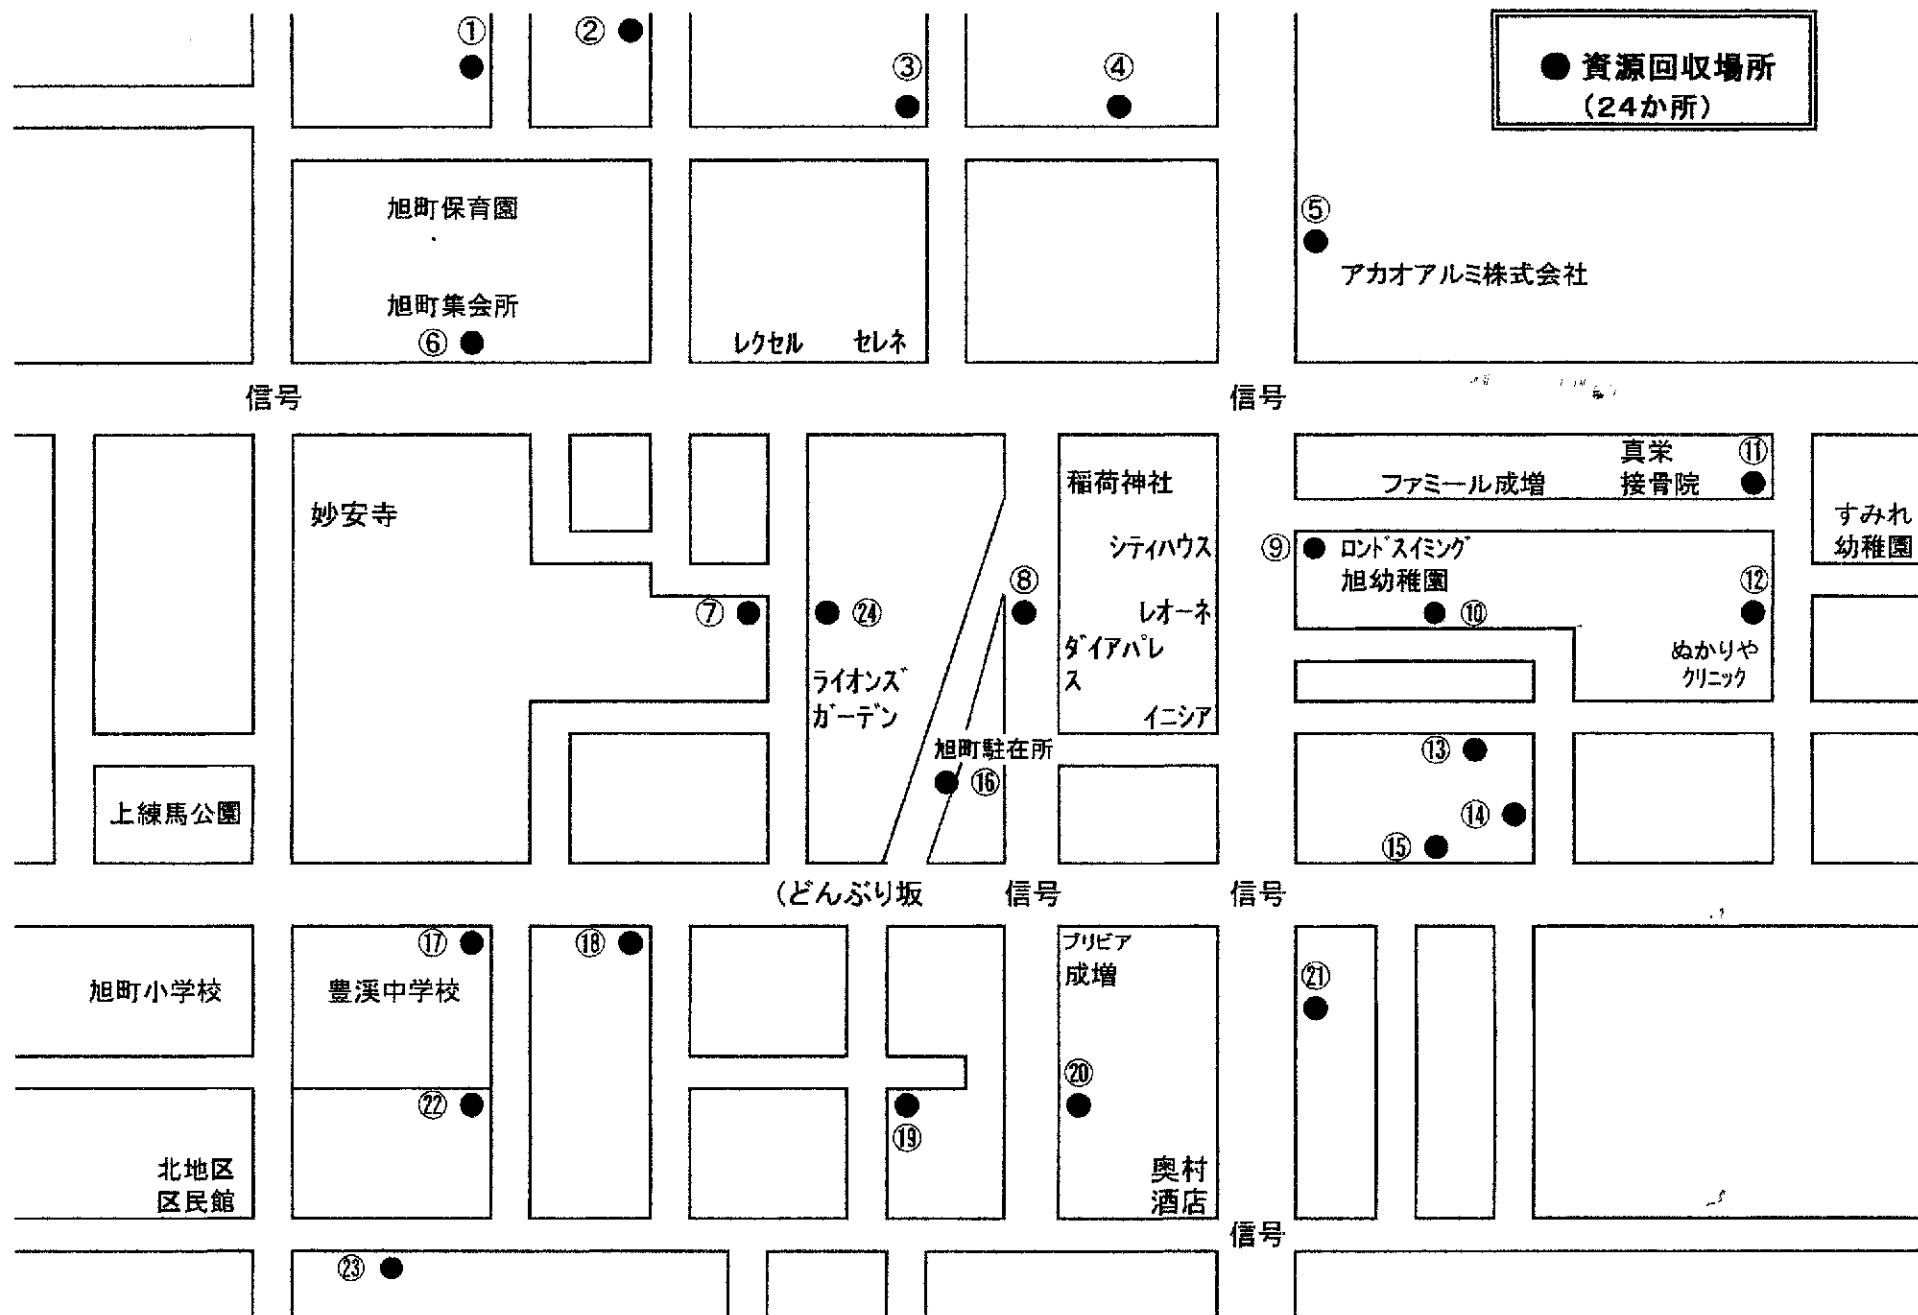 ①
②
③
④
● 資源回収場所
(24か所)
旭町保育園
⑤
アカオアルミ株式会社
旭町集会所
⑥
レクセル
セレネ
信号
信号
妙安寺
稲荷神社
シティハウス
ファミール成増
真栄
接骨院
⑪
すみれ
幼稚園
⑨
ロンドスイミング
旭幼稚園
⑩
⑫
⑦
㉔
⑧
レオーネ
ダイアパレ
ス
イニシア
ぬかりや
クリニック
ライオンズ
ガーデン
旭町駐在所
⑯
⑬
⑭
⑮
上練馬公園
(どんぶり坂
信号
信号
⑰
⑱
旭町小学校
豊溪中学校
プリビア
成増
㉑
㉒
⑲
⑳
北地区
区民館
奥村
酒店
信号
㉓